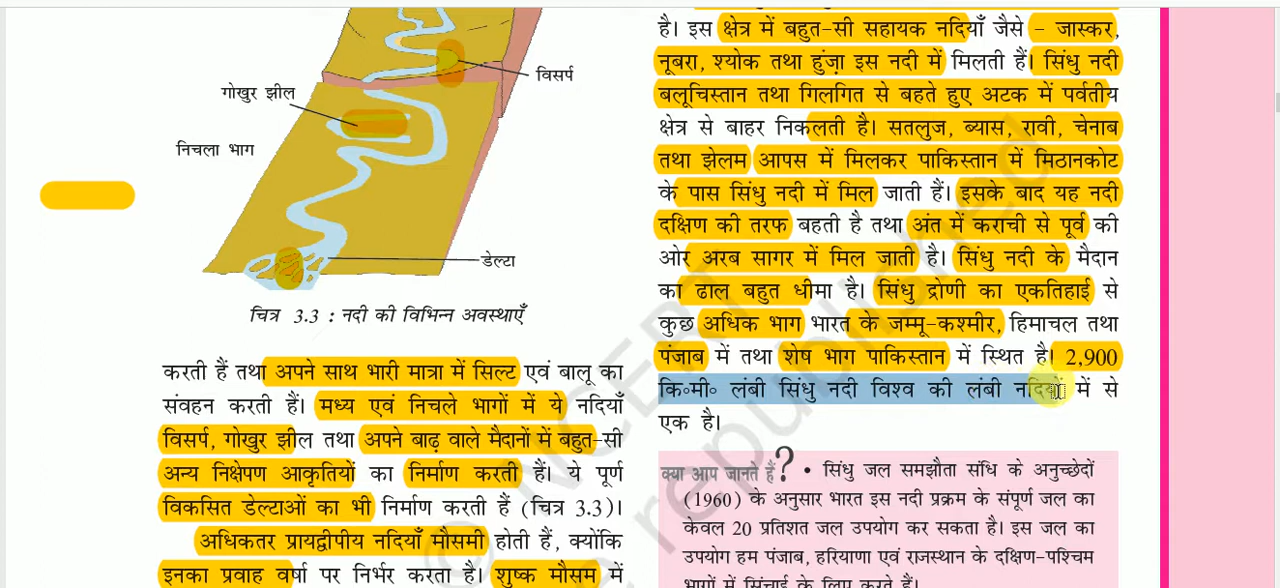 विसर्प
गोखुर झील
निचला भाग
डेल्टा
चित्र 3.3 : नदी की विभिन्न अवस्थाएँ
करती हैं तथा अपने साथ भारी मात्रा में सिल्ट एवं बालू का
संवहन करती हैं। मध्य एवं निचले भागों में ये नदियाँ
विसर्प, गोखुर झील तथा अपने बाढ़ वाले मैदानों में बहुत-सी
अन्य निक्षेपण आकृतियों का निर्माण करती हैं। ये पूर्ण
विकसित डेल्टाओं का भी निर्माण करती हैं (चित्र 3.3)।
अधिकतर प्रायद्वीपीय नदियाँ मौसमी होती हैं, क्योंकि
इनका प्रवाह वर्षा पर निर्भर करता है। शुष्क मौसम में
है। इस क्षेत्र में बहुत-सी सहायक नदियाँ जैसे - जास्कर,
नूबरा, श्योक तथा हुंज़ा इस नदी में मिलती हैं। सिंधु नदी
बलूचिस्तान तथा गिलगित से बहते हुए अटक में पर्वतीय
क्षेत्र से बाहर निकलती है। सतलुज, ब्यास, रावी, चेनाब
तथा झेलम आपस में मिलकर पाकिस्तान में मिठानकोट
के पास सिंधु नदी में मिल जाती हैं। इसके बाद यह नदी
दक्षिण की तरफ बहती है तथा अंत में कराची से पूर्व की
ओर अरब सागर में मिल जाती है। सिंधु नदी के मैदान
का ढाल बहुत धीमा है। सिंधु द्रोणी का एकतिहाई से
कुछ अधिक भाग भारत के जम्मू-कश्मीर, हिमाचल तथा
पंजाब में तथा शेष भाग पाकिस्तान में स्थित है। 2,900
कि॰मी॰ लंबी सिंधु नदी विश्व की लंबी नदियों में से
एक है।
क्या आप जानते हैं? • सिंधु जल समझौता संधि के अनुच्छेदों
(1960) के अनुसार भारत इस नदी प्रक्रम के संपूर्ण जल का
केवल 20 प्रतिशत जल उपयोग कर सकता है। इस जल का
उपयोग हम पंजाब, हरियाणा एवं राजस्थान के दक्षिण-पश्चिम
भागों में सिंचाई के लिए करते हैं।
© NCERT
republished